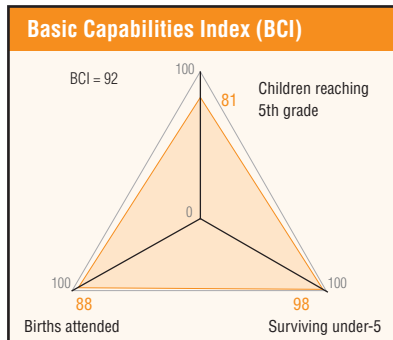 Basic Capabilities Index (BCI)
BCI = 92
100
81
Children reaching
5th grade
0
100
100
88
98
Births attended
Surviving under-5